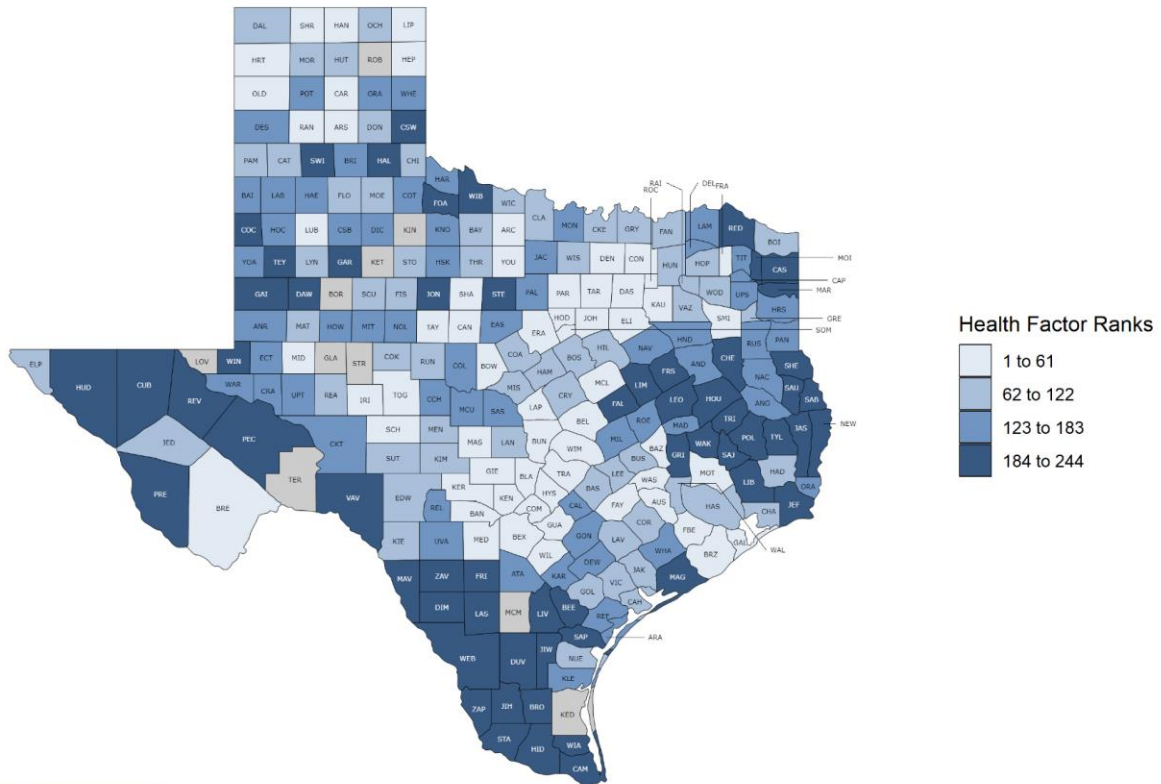 DAL SHR HAN OCH LIP
HRT MOR HUT ROB HEP
OLD POT CAR GRA WHE
DES RAN ARS DON CSW
PAM CAT SWI BRI HAL CHI
HAR
BAI LAB HAE FLO MOE COT FOA WIB WIC
RAI DEL FRA
ROC
COC HOC LUB CSB DIC KIN KNO BAY ARC CLA MON CKE GRY FAN LAM RED BOI
YOA TEY LYN GAR KET STO HSK THR YOU JAC WIS DEN CON HUN HOP TIT CAS MOI
CAP
GAI DAW BOR SCU FIS JON SHA STE PAL PAR TAR DAS KAU VAZ WOD UPS MAR
HRS
ANR MAT HOW MIT NOL TAY CAN EAS ERA HOD JOH ELI SMI GRE
SOM
ELP HUD CUB LOV WIN ECT MID GLA STR COK RUN COL BOW COA BOS HIL NAV HND RUS PAN
REV WAR CRA UPT REA IRI TOG CCH MCU MIS HAM MCL LIM FRS AND CHE NAC SHE
SAU SAB
JED PEC CKT SCH MEN SAS LAP CRY FAL LEO HOU ANG
NEW
SUT KIM MAS LAN BEL MIL ROE MAD TRI POL TYL JAS
BUN WIM BAZ GRI WAK SAJ
PRE BRE TER VAV EDW KER GIE BLA TRA LEE BUS MOT LIB HAD ORA
REL KEN HYS BAS WAS JEF
BAN COM CAL FAY AUS HAS CHA
KIE UVA MED BEX GUA GON LAV COR FBE GAL WAL
WIL DEW WHA BRZ
MAV ZAV FRI ATA KAR VIC JAK MAG
GOL CAH
DIM LAS MCM LIV BEE REF
SAP ARA
WEB DUV JIW NUE
KLE
ZAP JIH BRO KED
STA HID WIA
CAM
Health Factor Ranks
1 to 61
62 to 122
123 to 183
184 to 244